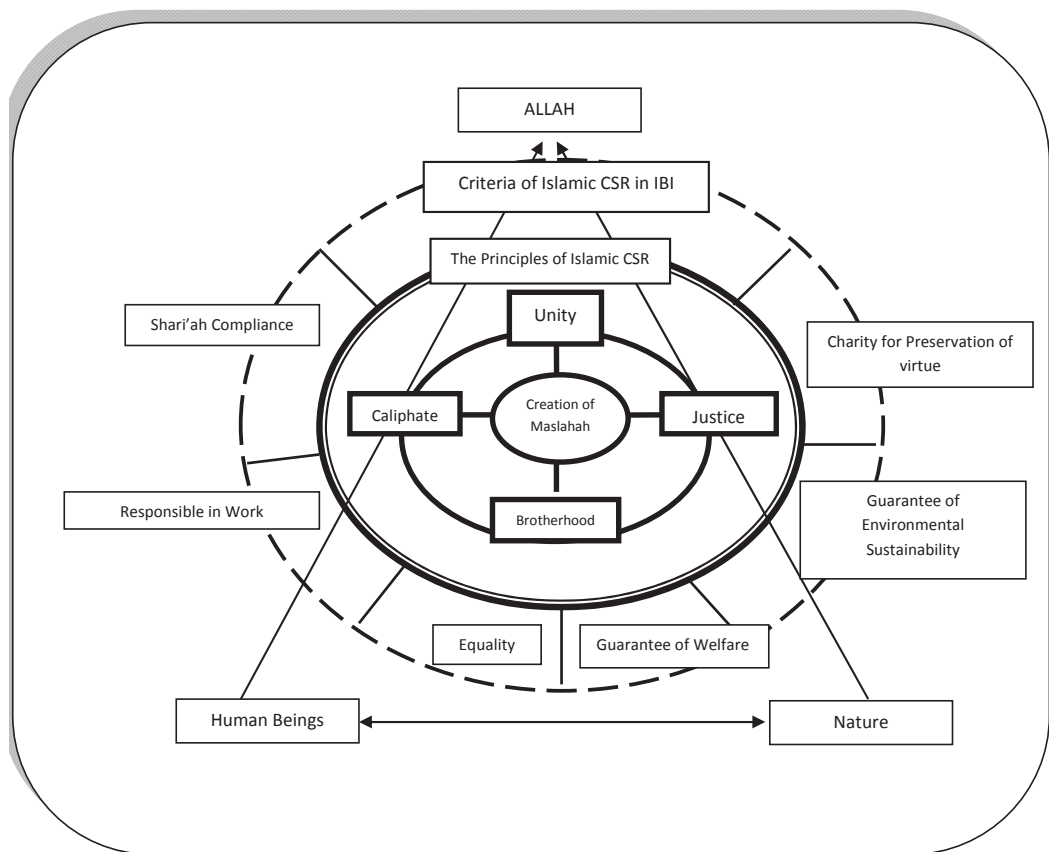 ALLAH
Criteria of Islamic CSR in IBI
The Principles of Islamic CSR
Unity
Shari’ah Compliance
Charity for Preservation of
virtue
Caliphate
Creation of
Maslahah
Justice
Responsible in Work
Brotherhood
Guarantee of
Environmental
Sustainability
Equality
Guarantee of Welfare
Human Beings
Nature